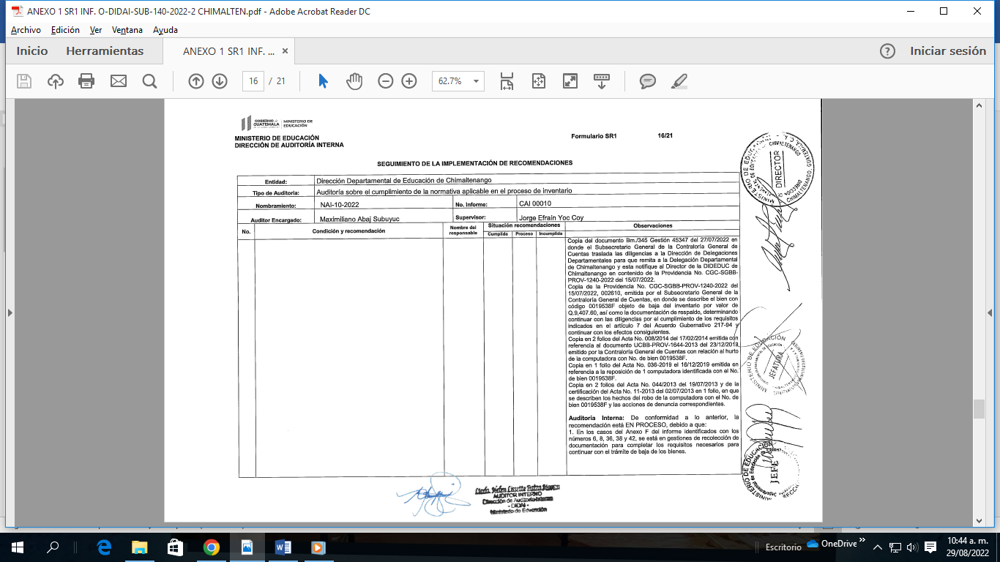 ANEXO 1 SR1 INF. O-DIDAI-SUB-140-2022-2 CHIMALTEN.pdf - Adobe Acrobat Reader DC
Archivo Edición Ver Ventana Ayuda
Inicio Herramientas ANEXO 1 SR1 INF. ... × Iniciar sesión
16 / 21 62.7%
GOBIERNO de GUATEMALA MINISTERIO DE EDUCACIÓN
MINISTERIO DE EDUCACIÓN
DIRECCIÓN DE AUDITORÍA INTERNA
Formulario SR1 16/21
SEGUIMIENTO DE LA IMPLEMENTACIÓN DE RECOMENDACIONES
Entidad: Dirección Departamental de Educación de Chimaltenango
Tipo de Auditoría: Auditoría sobre el cumplimiento de la normativa aplicable en el proceso de inventario
Nombramiento: NAI-10-2022 No. Informe: CAI 00010
Auditor Encargado: Maximiliano Abaj Subuyuc Supervisor: Jorge Efraín Yoc Coy
No. Condición y recomendación Nombre del responsable Situación recomendaciones Observaciones
Cumplida Proceso Incumplida
Copia del documento Bm./345 Gestión 45347 del 27/07/2022 en
donde el Subsecretario General de la Contraloría General de
Cuentas traslada las diligencias a la Dirección de Delegaciones
Departamentales para que remita a la Delegación Departamental
de Chimaltenango y esta notifique al Director de la DIDEDUC de
Chimaltenango en contenido de la Providencia No. CGC-SGBB-
PROV-1240-2022 del 15/07/2022.
Copia de la Providencia No. CGC-SGBB-PROV-1240-2022 del
15/07/2022, 002610, emitida por el Subsecretario General de la
Contraloría General de Cuentas, en donde se describe el bien con
código 0019538F objeto de baja del inventario por valor de
Q.9,407.60, así como la documentación de respaldo, determinando
continuar con las diligencias por el cumplimiento de los requisitos
indicados en el artículo 7 del Acuerdo Gubernativo 217-94 y
continuar con los efectos consiguientes.
Copia en 2 folios del Acta No. 008/2014 del 17/02/2014 emitida con
referencia al documento UCBB-PROV-1644-2013 del 23/12/2013
emitido por la Contraloría General de Cuentas con relación al hurto
de la computadora con No. de bien 0019538F.
Copia en 1 folio del Acta No. 036-2019 el 16/12/2019 emitida en
referencia a la reposición de 1 computadora identificada con el No.
de bien 0019538F.
Copia en 2 folios del Acta No. 044/2013 del 19/07/2013 y de la
certificación del Acta No. 11-2013 del 02/07/2013 en 1 folio, en que
se describen los hechos del robo de la computadora con el No. de
bien 0019538F y las acciones de denuncia correspondientes.
Auditoría Interna: De conformidad a lo anterior, la
recomendación está EN PROCESO, debido a que:
1. En los casos del Anexo F del informe identificados con los
números 6, 8, 36, 38 y 42, se está en gestiones de recolección de
documentación para completar los requisitos necesarios para
continuar con el trámite de baja de los bienes.
DIRECTOR
CHIMALTENANGO
MINISTERIO DE EDUCACIÓN
JEFATURA
MINISTERIO DE EDUCACIÓN
JEFE
Licda. Helen Lissette
AUDITOR INTERNO
Dirección de Auditoría Interna
- DIDAI -
Ministerio de Educación
Escritorio OneDrive 10:44 a. m.
29/08/2022